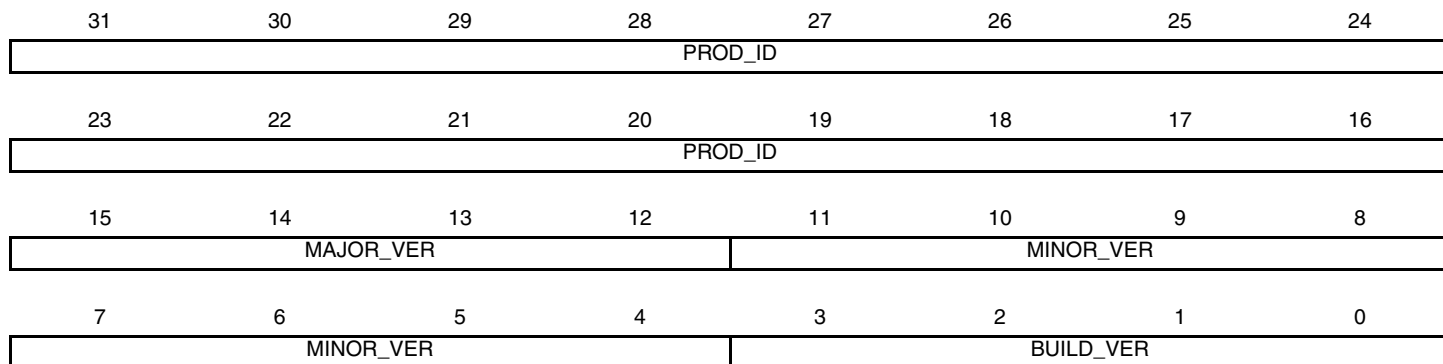 31 30 29 28 27 26 25 24
PROD_ID
23 22 21 20 19 18 17 16
PROD_ID
15 14 13 12 11 10 9 8
MAJOR_VER MINOR_VER
7 6 5 4 3 2 1 0
MINOR_VER BUILD_VER